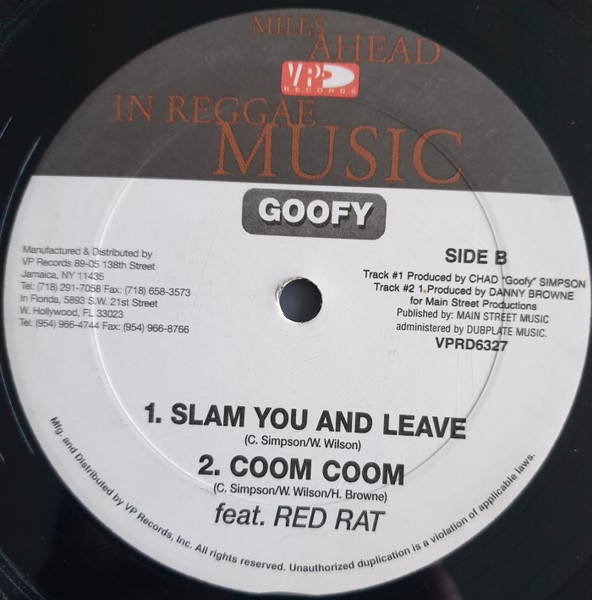 MILES
AHEAD
VP
RECORDS
IN REGGAE
MUSIC
GOOFY
Manufactured & Distributed by
VP Records 89-05 138th Street
Jamaica, NY 11435
Tel: (718) 291-7058 Fax: (718) 658-3573
In Florida, 5893 S.W. 21st Street
W. Hollywood, FL 33023
Tel: (954) 966-4744 Fax: (954) 966-8766
SIDE B
Track #1 Produced by CHAD "Goofy" SIMPSON
Track #2 1.Produced by DANNY BROWNE
for Main Street Productions
Published by: MAIN STREET MUSIC
administered by DUBPLATE MUSIC.
VPRD6327
1. SLAM YOU AND LEAVE
(C. Simpson/W. Wilson)
2. COOM COOM
(C. Simpson/W. Wilson/H. Browne)
feat. RED RAT
Mfg. and Distributed by VP Records, Inc. All rights reserved. Unauthorized duplication is a violation of applicable laws.